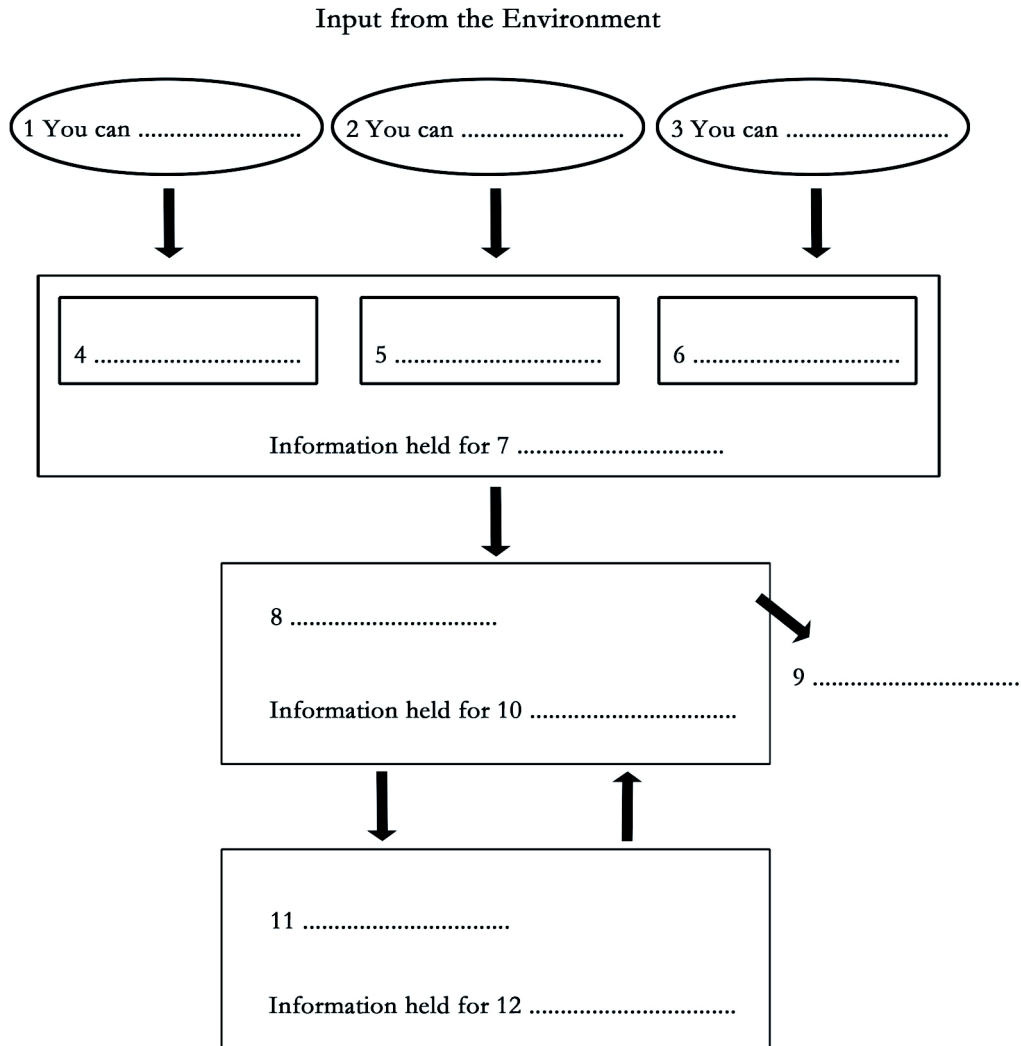 Input from the Environment
1 You can ..........................
2 You can ..........................
3 You can ..........................
4 .................................
5 .................................
6 .................................
Information held for 7 .................................
8 .................................
9 .................................
Information held for 10 .................................
11 .................................
Information held for 12 .................................